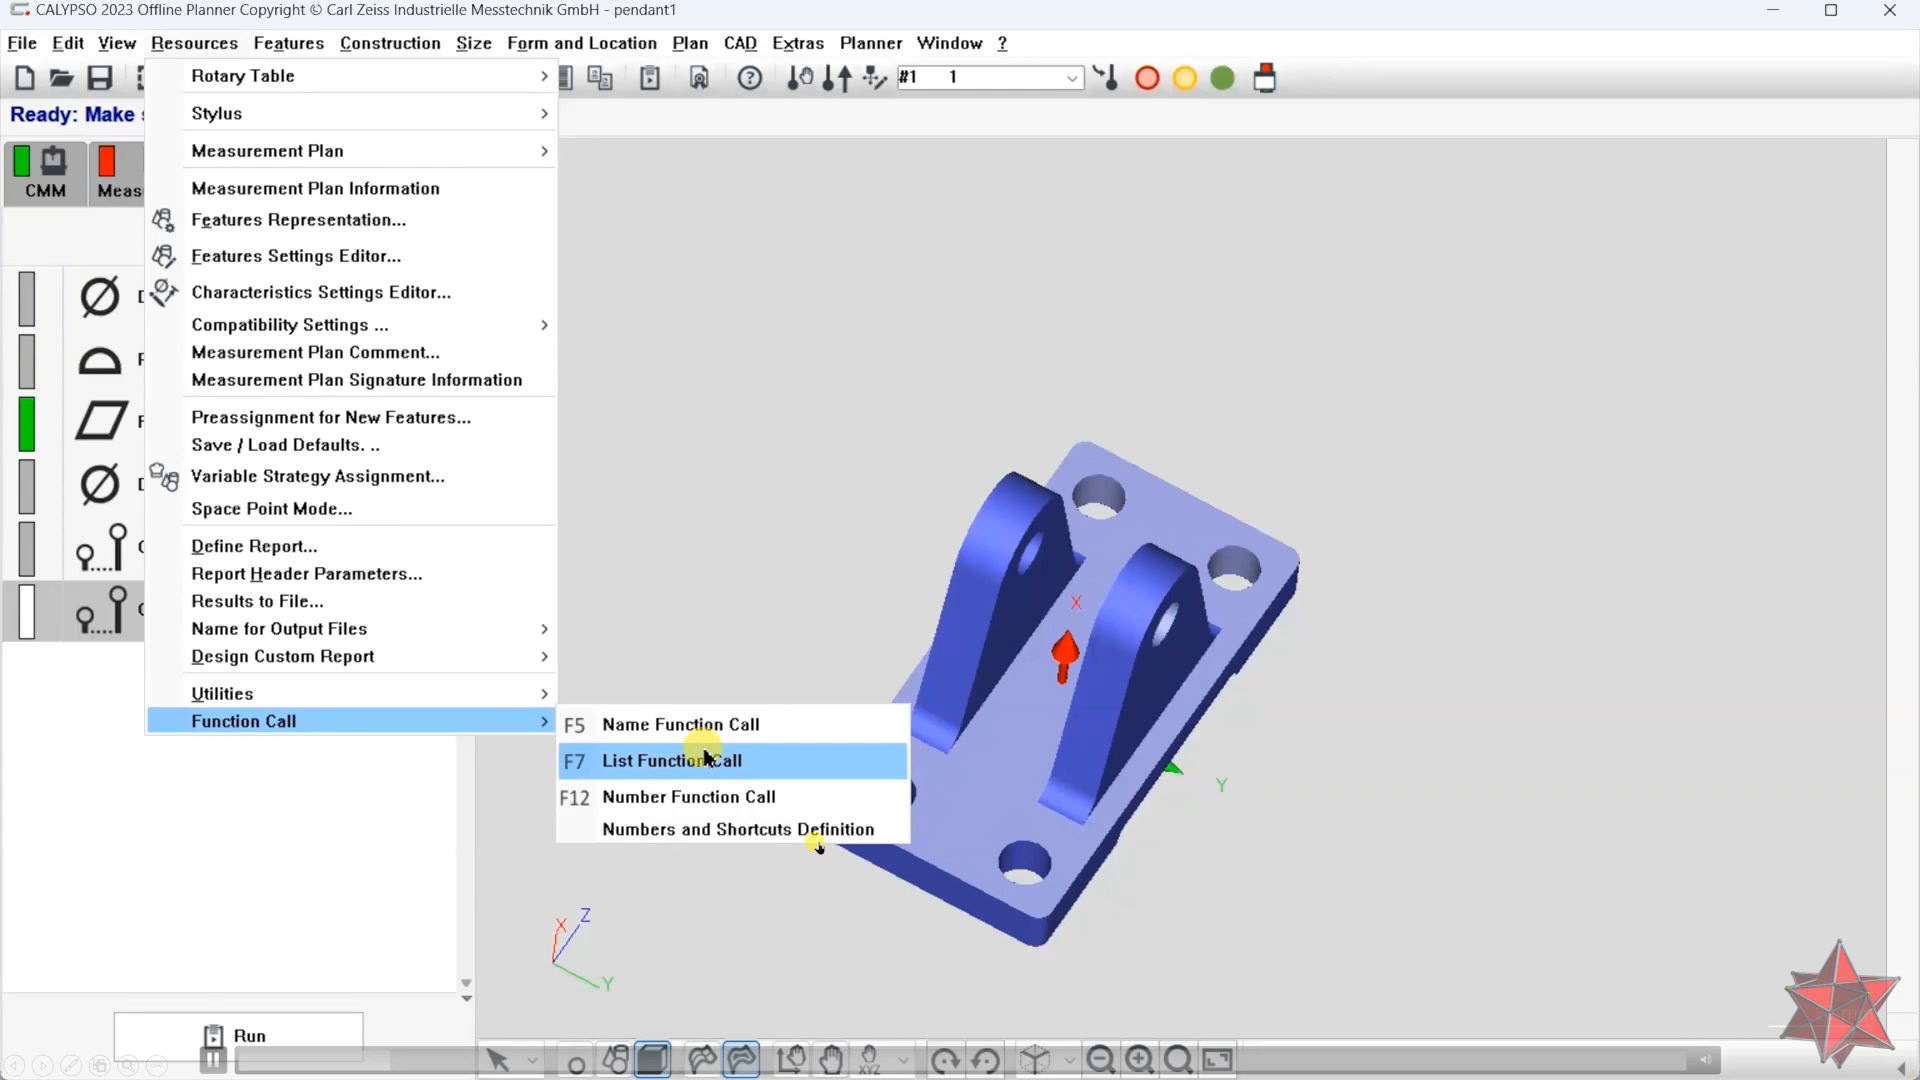 CALYPSO 2023 Offline Planner Copyright © Carl Zeiss Industrielle Messtechnik GmbH - pendant1
File Edit View Resources Features Construction Size Form and Location Plan CAD Extras Planner Window ?
#1 1
Ready: Make
CMM
Meas
Rotary Table
Stylus
Measurement Plan
Measurement Plan Information
Features Representation...
Features Settings Editor...
Characteristics Settings Editor...
Compatibility Settings ...
Measurement Plan Comment...
Measurement Plan Signature Information
Preassignment for New Features...
Save / Load Defaults. ..
Variable Strategy Assignment...
Space Point Mode...
Define Report...
Report Header Parameters...
Results to File...
Name for Output Files
Design Custom Report
Utilities
Function Call
F5 Name Function Call
F7 List Function Call
F12 Number Function Call
Numbers and Shortcuts Definition
X
Y
X
Z
Y
Run
XYZ